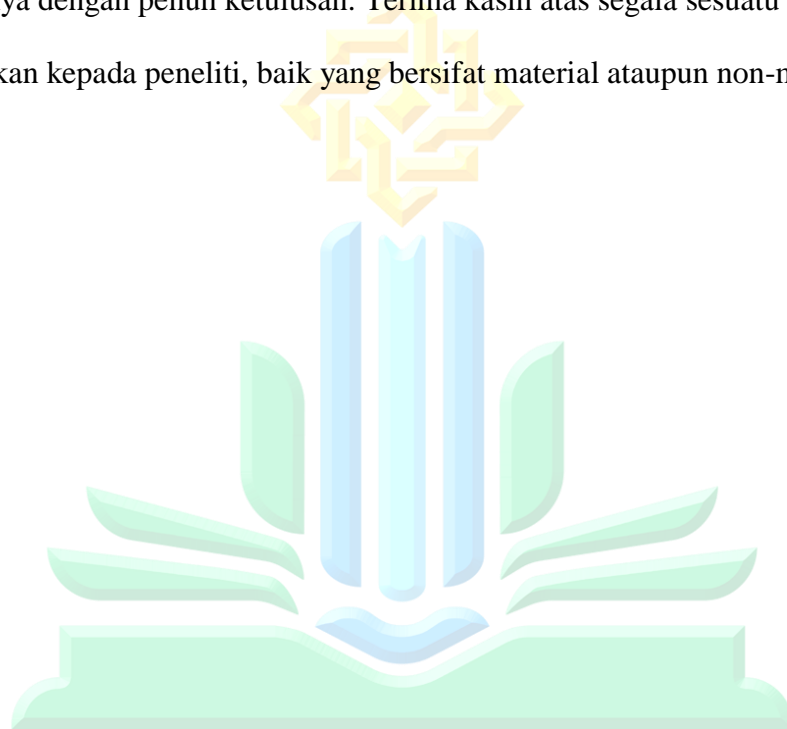 ya dengan penuh ketulusan. Terima kasih atas segala sesuatu
kan kepada peneliti, baik yang bersifat material ataupun non-m